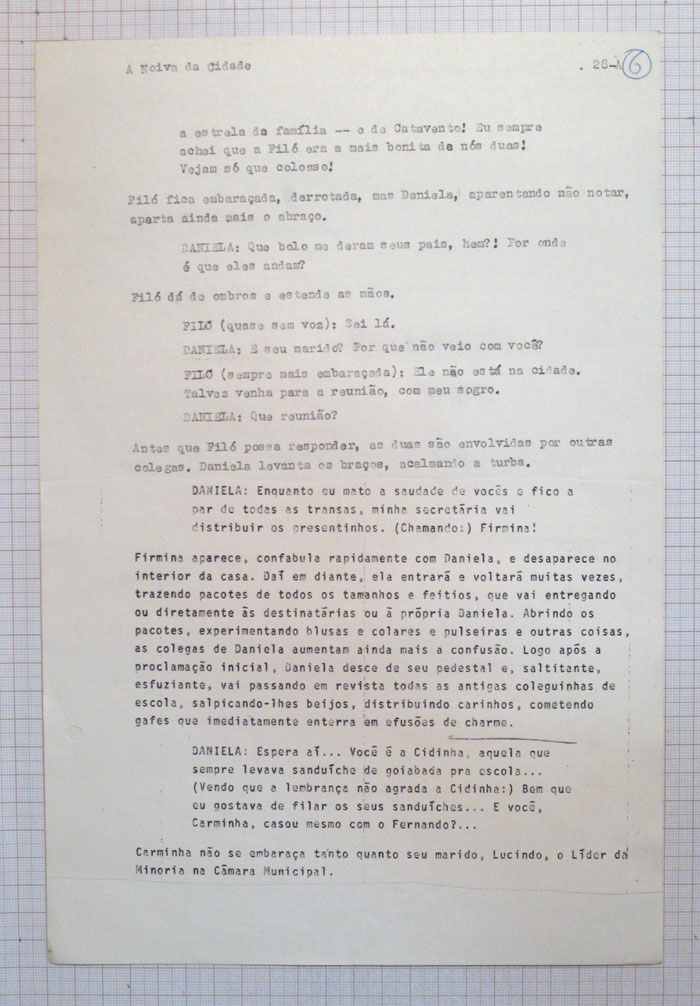 A Noiva da Cidade
. 28-A 6
a estrela da família -- e de Catavento! Eu sempre
achei que a Filó era a mais bonita de nós duas!
Vejam só que colosso!
Filó fica embaraçada, derrotada, mas Daniela, aparentando não notar,
aperta ainda mais o abraço.
DANIELA: Que bolo me deram seus pais, hem?! Por onde
é que eles andam?
Filó dá de ombros e estende as mãos.
FILÓ (quase sem voz): Sei lá.
DANIELA: E seu marido? Por que não veio com você?
FILÓ (sempre mais embaraçada): Ele não está na cidade.
Talvez venha para a reunião, com meu sogro.
DANIELA: Que reunião?
Antes que Filó possa responder, as duas são envolvidas por outras
colegas. Daniela levanta os braços, acalmando a turba.
DANIELA: Enquanto eu mato a saudade de vocês e fico a
par de todas as transas, minha secretária vai
distribuir os presentinhos. (Chamando:) Firmina!
Firmina aparece, confabula rapidamente com Daniela, e desaparece no
interior da casa. Daí em diante, ela entrará e voltará muitas vezes,
trazendo pacotes de todos os tamanhos e feitios, que vai entregando
ou diretamente às destinatárias ou à própria Daniela. Abrindo os
pacotes, experimentando blusas e colares e pulseiras e outras coisas,
as colegas de Daniela aumentam ainda mais a confusão. Logo após a
proclamação inicial, Daniela desce de seu pedestal e, saltitante,
esfuziante, vai passando em revista todas as antigas coleguinhas de
escola, salpicando-lhes beijos, distribuindo carinhos, cometendo
gafes que imediatamente enterra em efusões de charme.
DANIELA: Espera aí... Você é a Cidinha, aquela que
sempre levava sanduíche de goiabada pra escola...
(Vendo que a lembrança não agrada a Cidinha:) Bem que
eu gostava de filar os seus sanduíches... E você,
Carminha, casou mesmo com o Fernando?...
Carminha não se embaraça tanto quanto seu marido, Lucindo, o Líder da
Minoria na Câmara Municipal.